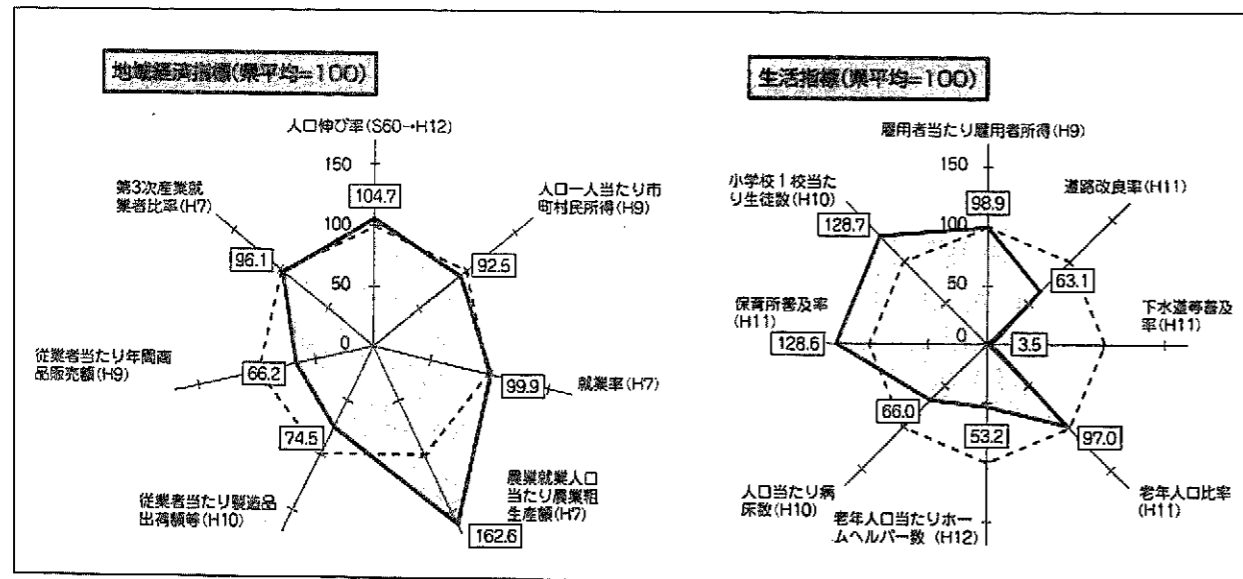 地域経済指標(県平均=100)
人口伸び率(S60→H12)
150
100
50
0
104.7
人口一人当たり市
町村民所得(H9)
92.5
就業率(H7)
99.9
農業就業人口
当たり農業粗
生産額(H7)
162.6
従業者当たり製造品
出荷額等(H10)
74.5
従業者当たり年間商
品販売額(H9)
66.2
第3次産業就
業者比率(H7)
96.1
生活指標(県平均=100)
雇用者当たり雇用者所得(H9)
150
100
50
0
98.9
道路改良率(H11)
63.1
下水道等普及
率(H11)
3.5
老年人口比率
(H11)
97.0
老年人口当たりホー
ムヘルパー数(H12)
53.2
人口当たり病
床数(H10)
66.0
保育所普及率
(H11)
128.6
小学校1校当た
り生徒数(H10)
128.7